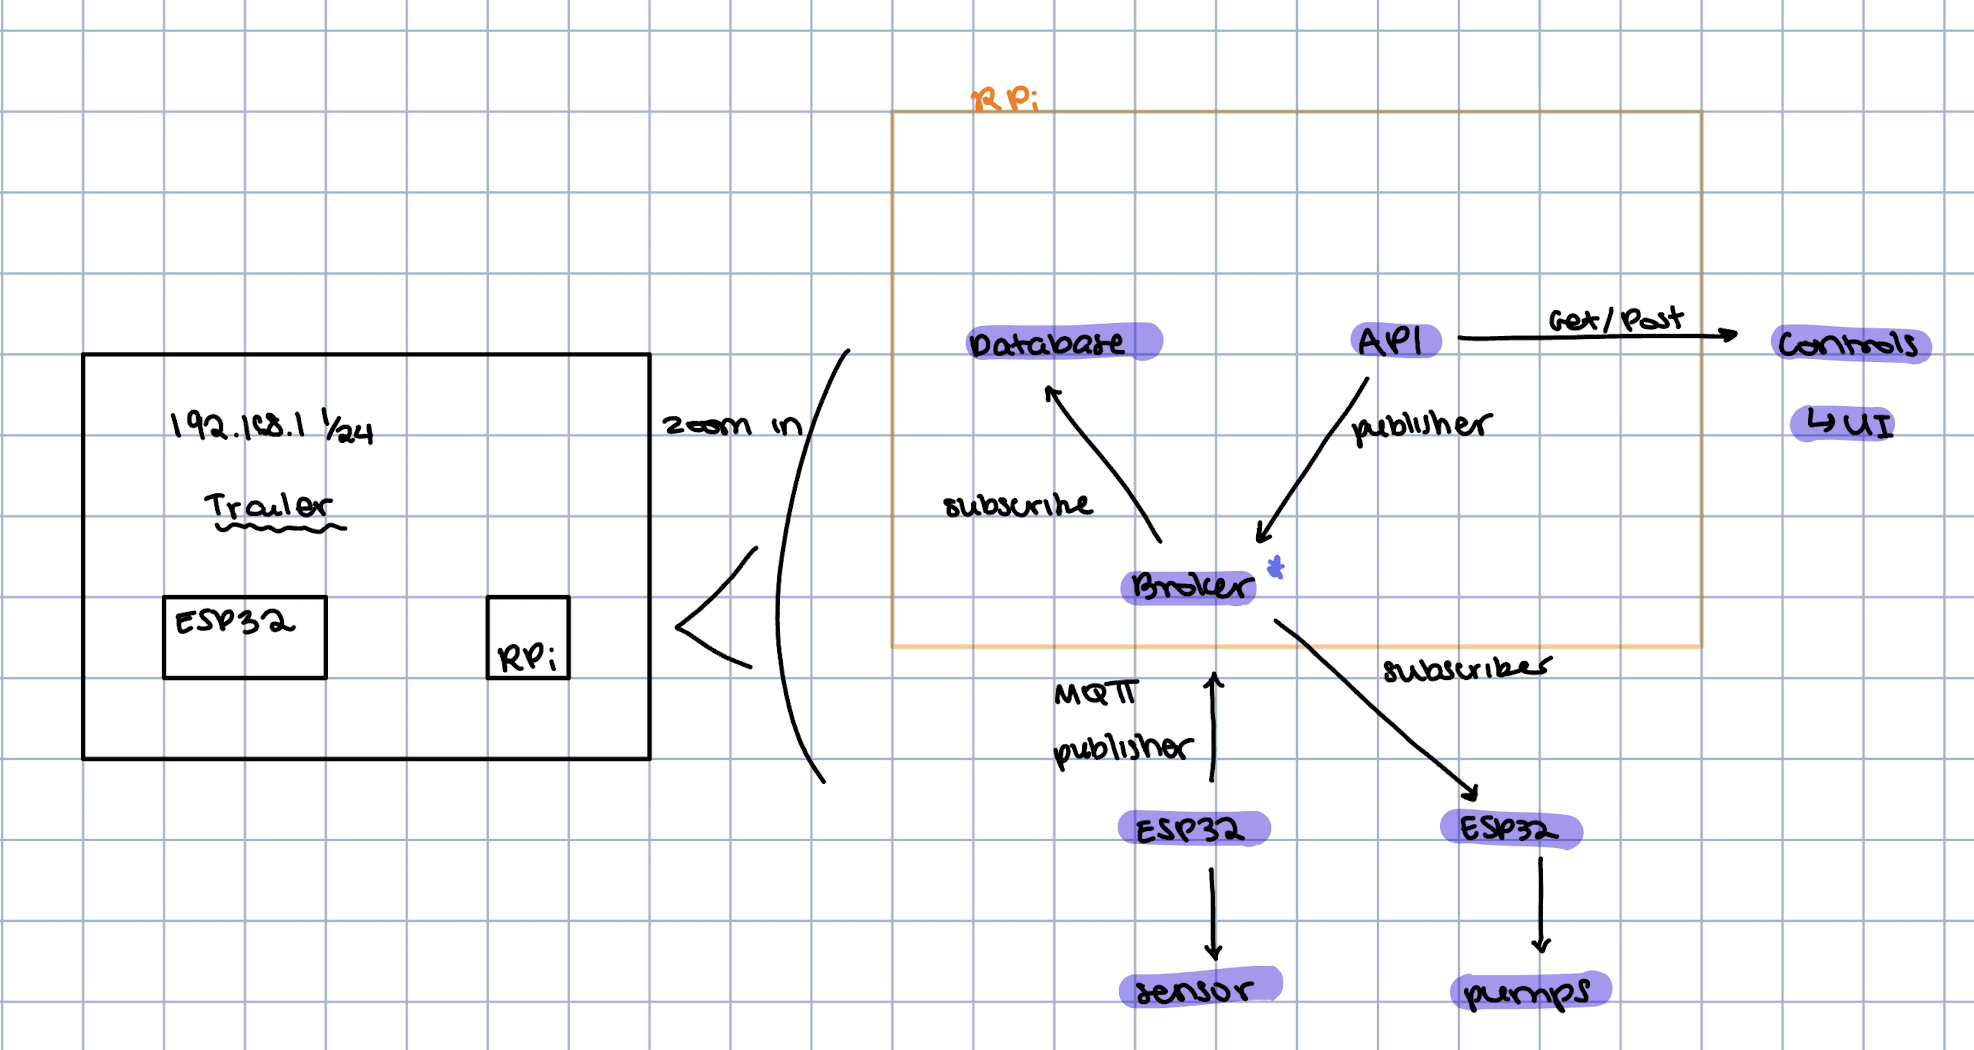 RPi
Database
API
Get/Post
Controls
↳ UI
192.168.1 1/24
zoom in
publisher
Trailer
subscribe
Broker *
ESP32
RPi
subscriber
MQTT
publisher
ESP32
ESP32
sensor
pumps